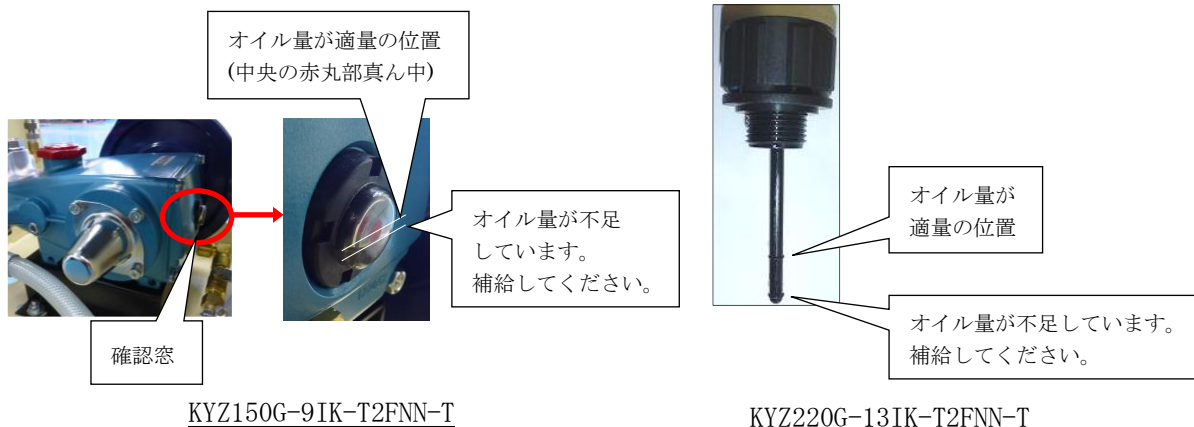 オイル量が適量の位置
(中央の赤丸部真ん中)
オイル量が不足
しています。
補給してください。
確認窓
KYZ150G-9IK-T2FNN-T
オイル量が
適量の位置
オイル量が不足しています。
補給してください。
KYZ220G-13IK-T2FNN-T